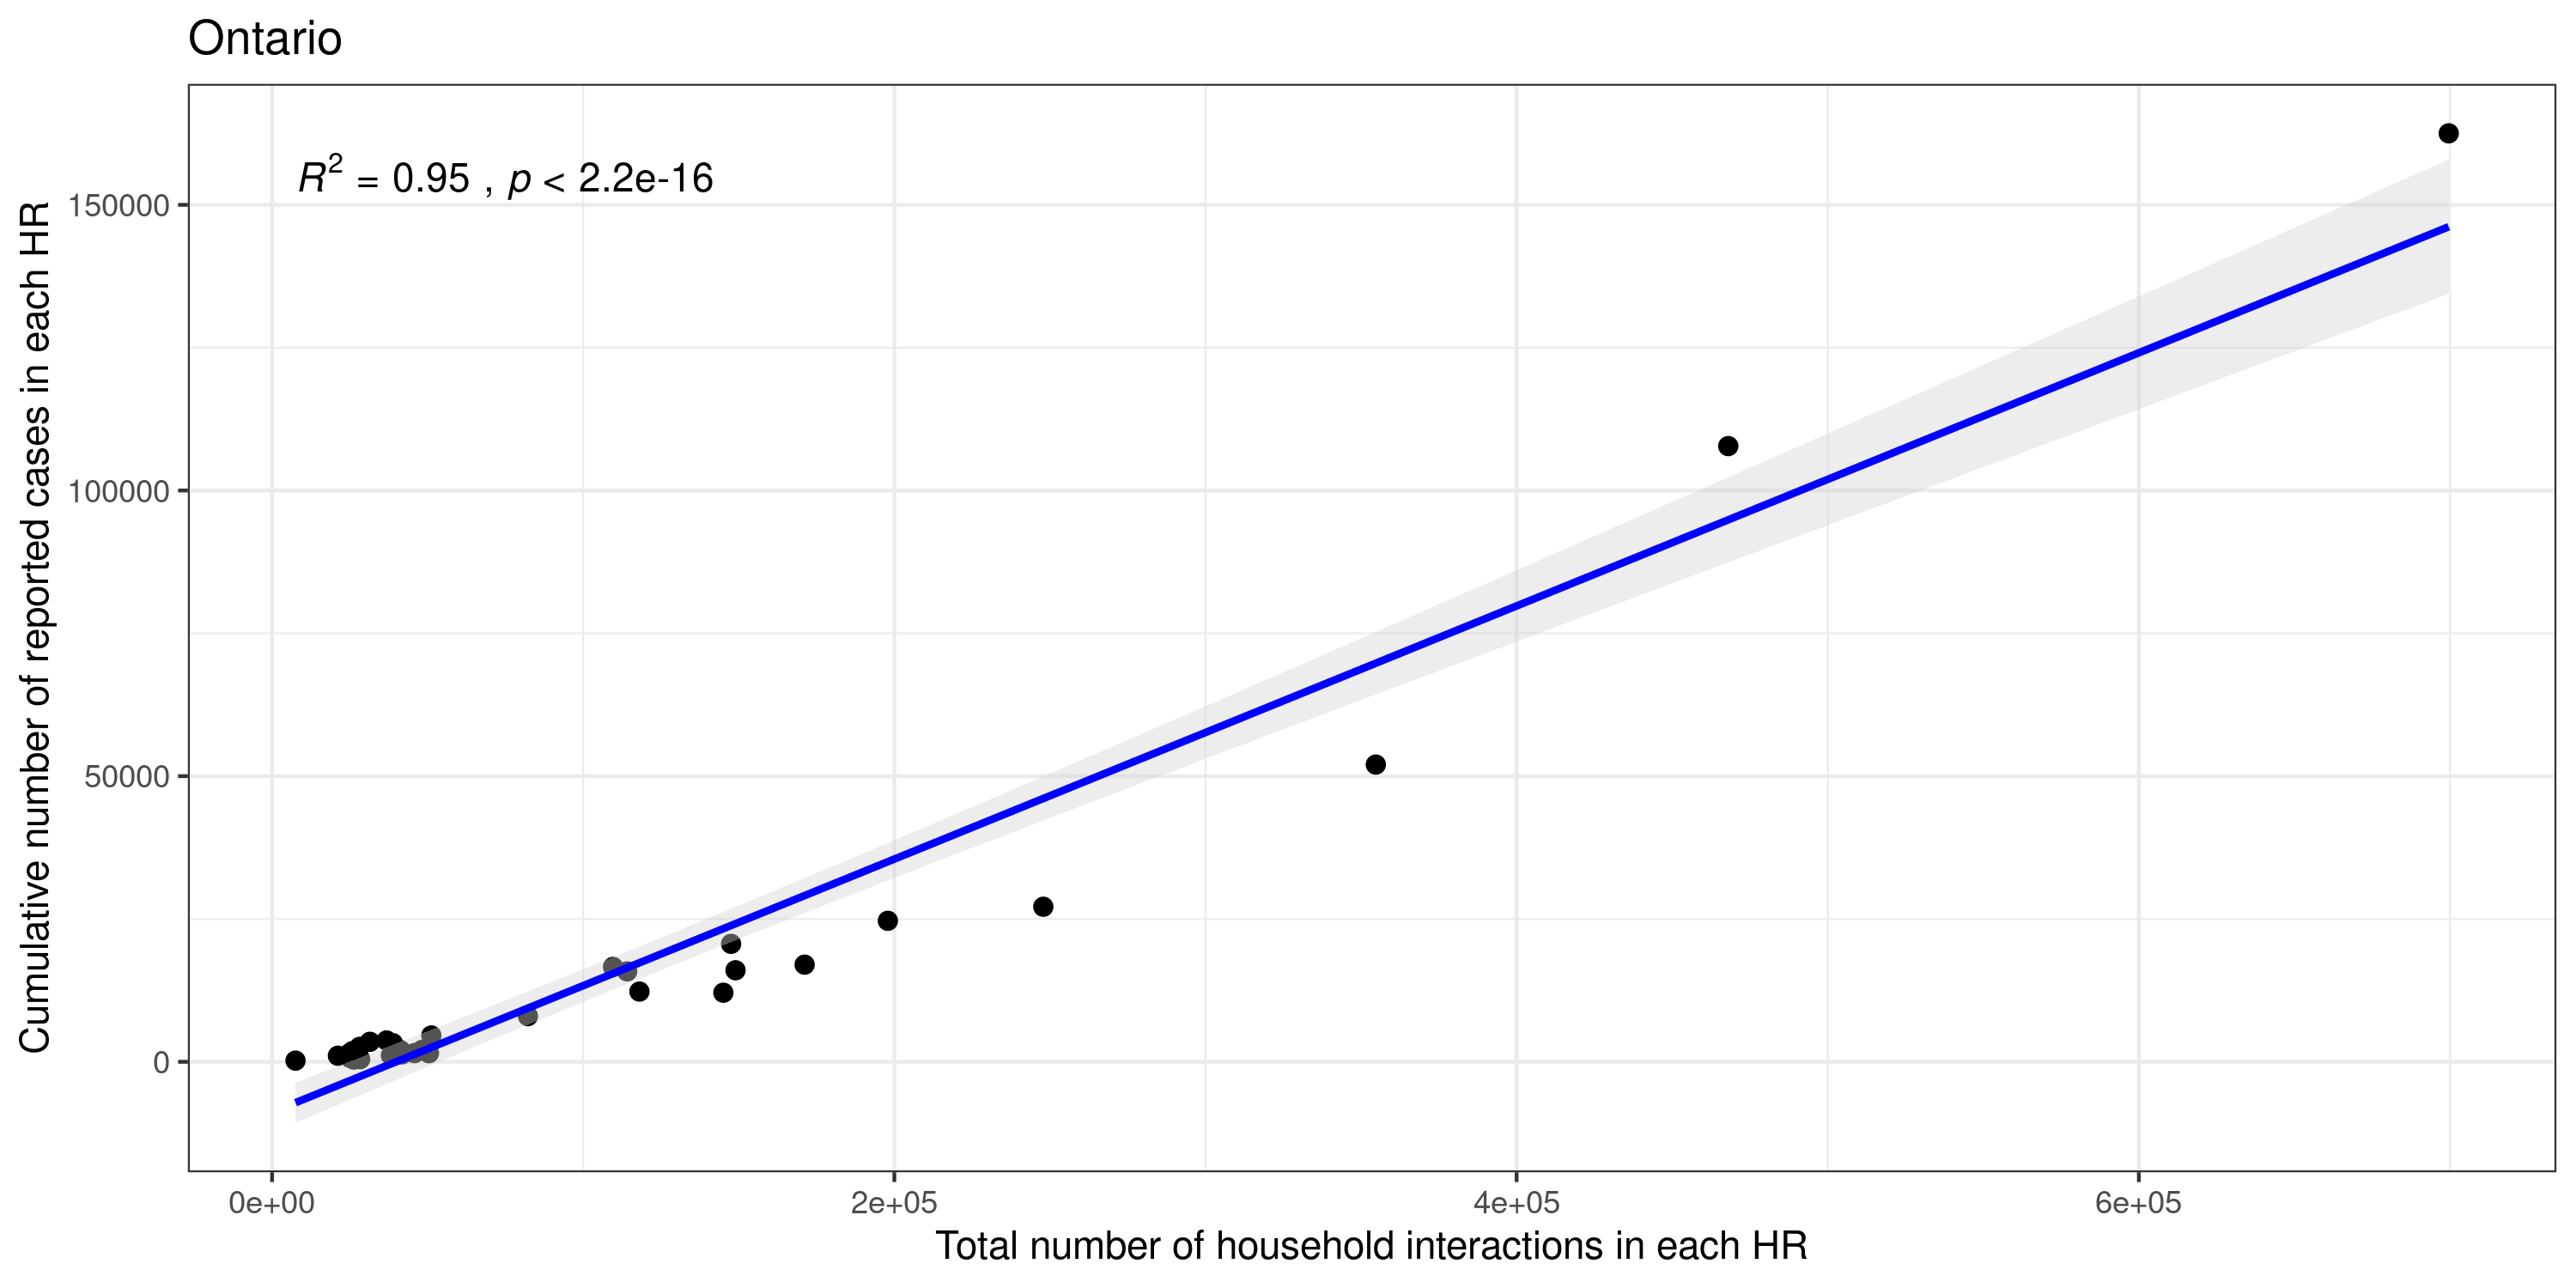 Ontario
R² = 0.95 , p < 2.2e-16
Cumulative number of reported cases in each HR
150000
100000
50000
0
0e+00 2e+05 4e+05 6e+05
Total number of household interactions in each HR